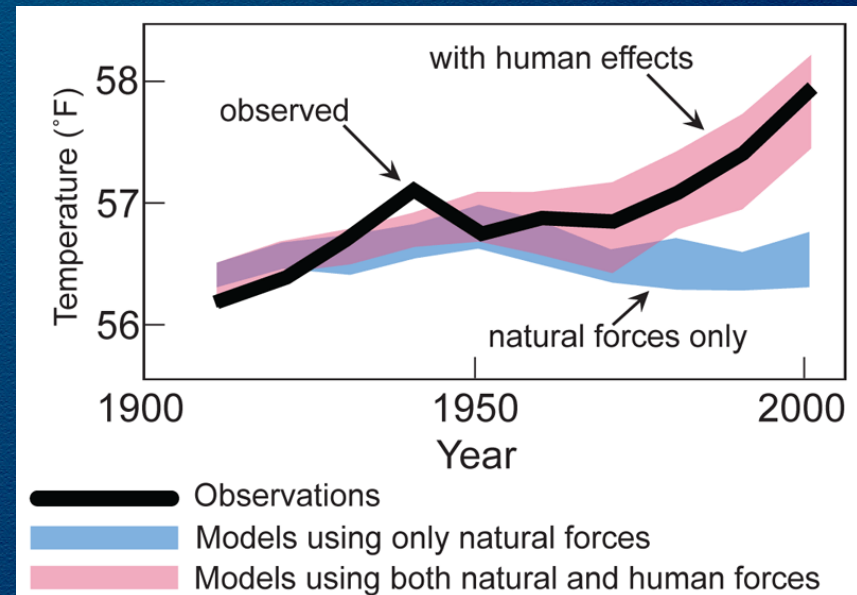 with human effects
observed
58
57
56
Temperature (˚F)
natural forces only
1900
1950
2000
Year
Observations
Models using only natural forces
Models using both natural and human forces